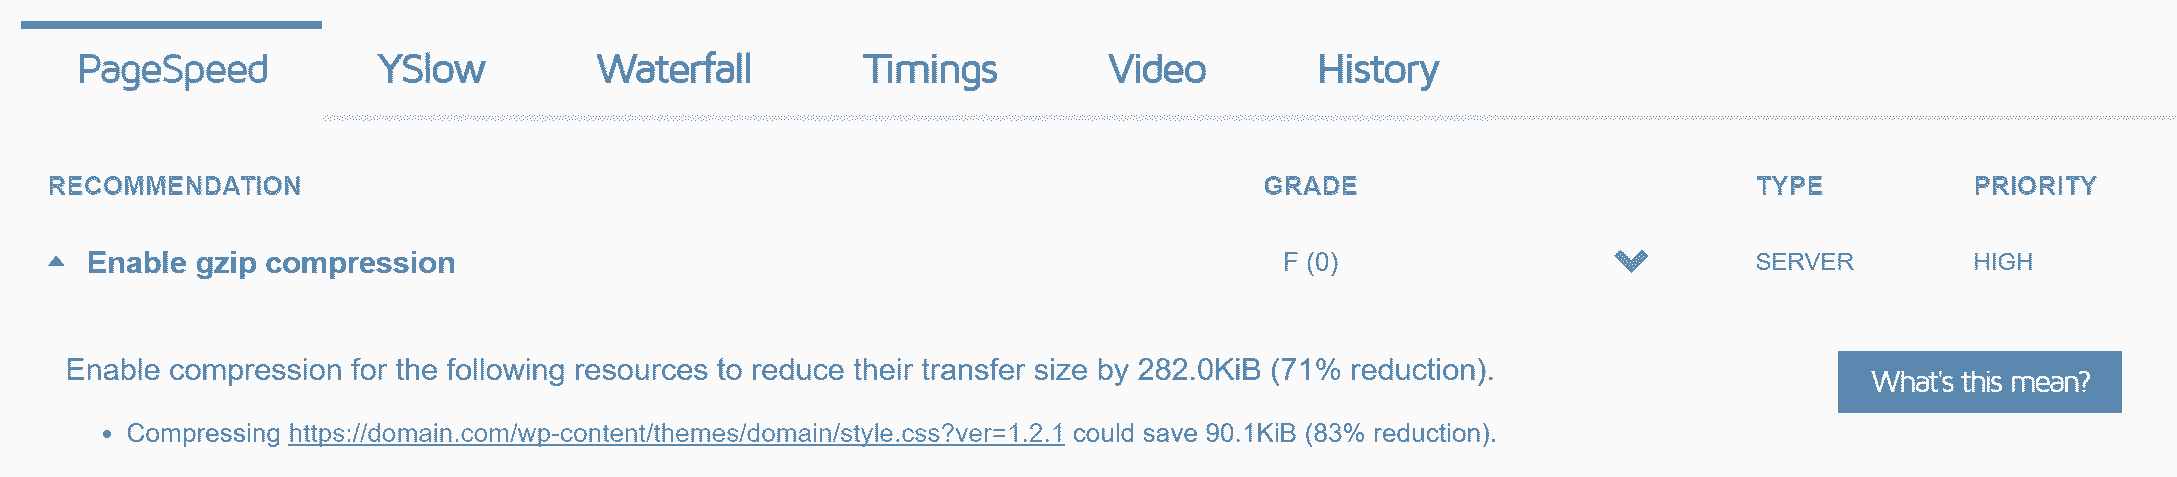 PageSpeed YSlow Waterfall Timings Video History
RECOMMENDATION GRADE TYPE PRIORITY
Enable gzip compression F (0) SERVER HIGH
Enable compression for the following resources to reduce their transfer size by 282.0KiB (71% reduction).
What's this mean?
• Compressing https://domain.com/wp-content/themes/domain/style.css?ver=1.2.1 could save 90.1KiB (83% reduction).